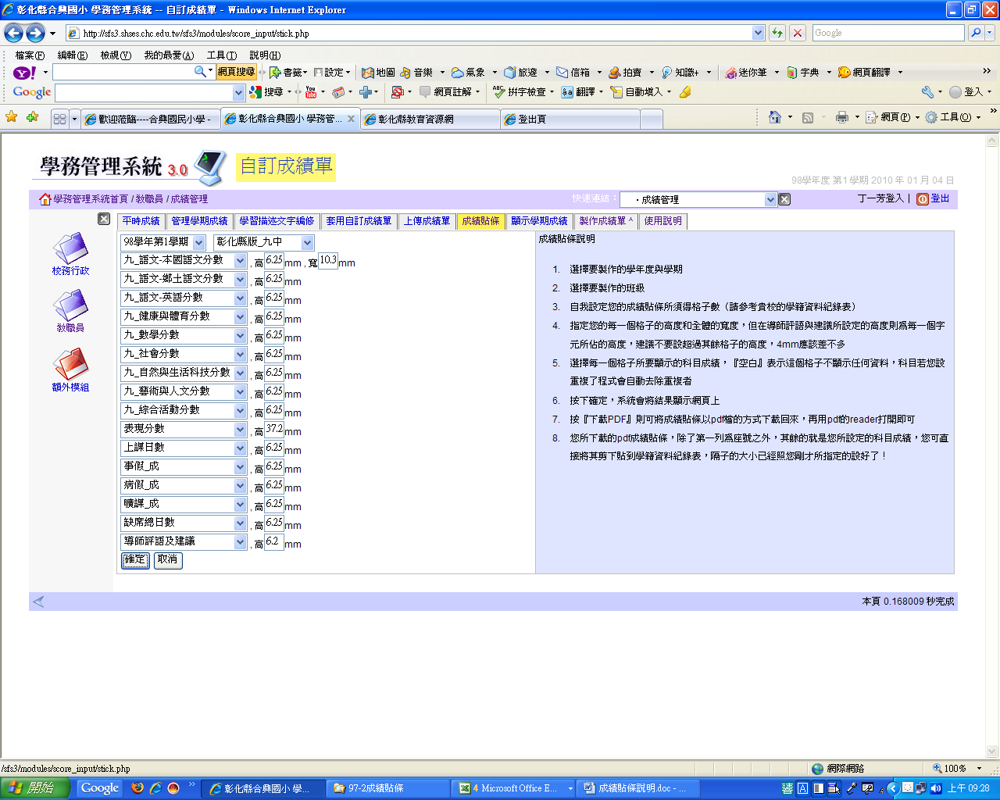 彰化縣合興國小 學務管理系統 -- 自訂成績單 - Windows Internet Explorer
http://sfs3.shses.chc.edu.tw/sfs3/modules/score_input/stick.php
Google
檔案(F) 編輯(E) 檢視(V) 我的最愛(A) 工具(T) 說明(H)
Y! 網頁搜尋 書籤 設定 地圖 音樂 氣象 旅遊 信箱 拍賣 知識+ 迷你筆 字典 網頁翻譯 »
Google 搜尋 You Tube 網頁註解 ABC 拼字檢查 翻譯 自動填入 登入
歡迎蒞臨----合興國民小學 - 彰化縣合興國小 學務管... 彰化縣教育資源網 登出頁 網頁(P) 工具(O) »
學務管理系統 3.0 自訂成績單
98學年度 第1學期 2010 年 01 月 04 日
學務管理系統首頁 / 教職員 / 成績管理 快速連結： ‧成績管理 丁一芳登入 | 登出
平時成績 管理學期成績 學習描述文字編修 套用自訂成績單 上傳成績單 成績貼條 顯示學期成績 製作成績單 ^ 使用說明
校務行政
教職員
額外模組
98學年第1學期 彰化縣版_九中
九_語文-本國語文分數 , 高 6.25 mm , 寬 10.3 mm
九_語文-鄉土語文分數 , 高 6.25 mm
九_語文-英語分數 , 高 6.25 mm
九_健康與體育分數 , 高 6.25 mm
九_數學分數 , 高 6.25 mm
九_社會分數 , 高 6.25 mm
九_自然與生活科技分數 , 高 6.25 mm
九_藝術與人文分數 , 高 6.25 mm
九_綜合活動分數 , 高 6.25 mm
表現分數 , 高 37.2 mm
上課日數 , 高 6.25 mm
事假_成 , 高 6.25 mm
病假_成 , 高 6.25 mm
曠課_成 , 高 6.25 mm
缺席總日數 , 高 6.25 mm
導師評語及建議 , 高 6.2 mm
確定 取消
成績貼條說明
1. 選擇要製作的學年度與學期
2. 選擇要製作的班級
3. 自我設定您的成績貼條所須得格子數（請參考貴校的學籍資料紀錄表）
4. 指定您的每一個格子的高度和全體的寬度，但在導師評語與建議所設定的高度則為每一個字
元所佔的高度，建議不要設超過其餘格子的高度，4mm應該差不多
5. 選擇每一個格子所要顯示的科目成績，『空白』表示這個格子不顯示任何資料，科目若您設
重複了程式會自動去除重複者
6. 按下確定，系統會將結果顯示網頁上
7. 按『下載PDF』則可將成績貼條以pdf檔的方式下載回來，再用pdf的reader打開即可
8. 您所下載的pdf成績貼條，除了第一列為座號之外，其餘的就是您所設定的科目成績，您可直
接將其剪下貼到學籍資料紀錄表，隔子的大小已經照您剛才所指定的設好了！
本頁 0.168009 秒完成
/sfs3/modules/score_input/stick.php 網際網路 100%
開始 Google » 彰化縣合興國小 學... 97-2成績貼條 4 Microsoft Office E... 成績貼條說明.doc - ... 上午 09:28